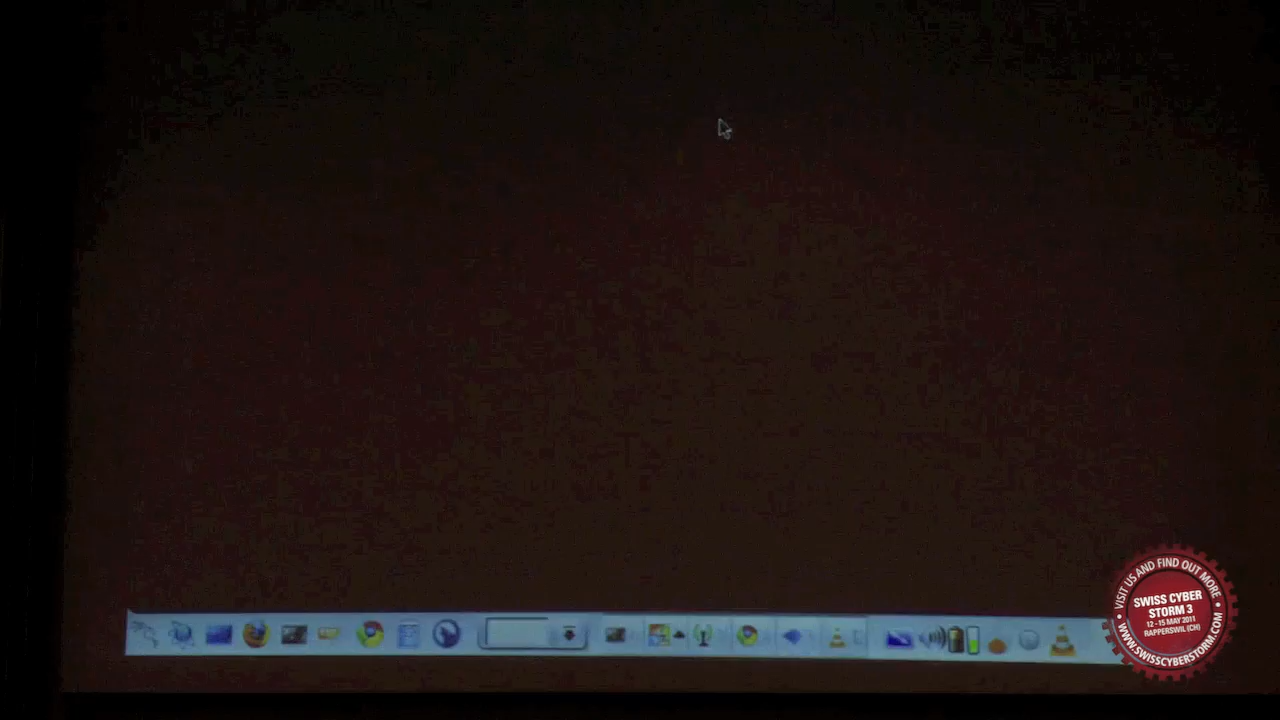 VISIT US AND FIND OUT MORE
SWISS CYBER
STORM 3
12 - 15 MAY 2011
RAPPERSWIL (CH)
WWW.SWISSCYBERSTORM.COM